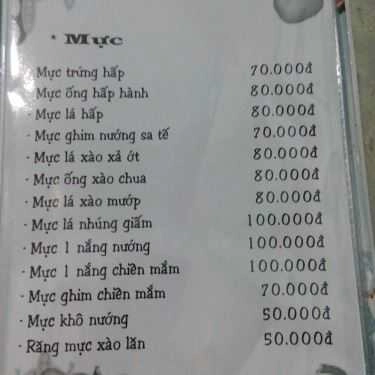 · Mực
· Mực trứng hấp 70.000đ
· Mực ống hấp hành 80.000đ
· Mực lá hấp 80.000đ
· Mực ghim nướng sa tế 70.000đ
· Mực lá xào xả ớt 80.000đ
· Mực ống xào chua 80.000đ
· Mực lá xào mướp 80.000đ
· Mực lá nhúng giấm 100.000đ
· Mực 1 nắng nướng 100.000đ
· Mực 1 nắng chiên mắm 100.000đ
· Mực ghim chiên mắm 70.000đ
· Mực khô nướng 50.000đ
· Răng mực xào lăn 50.000đ